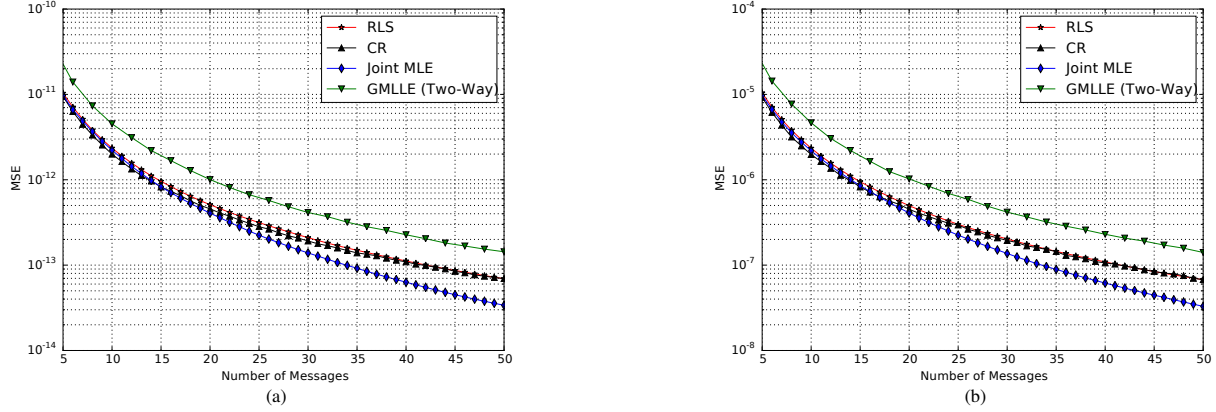 10^-10
10^-11
10^-12
10^-13
10^-14
MSE
5 10 15 20 25 30 35 40 45 50
Number of Messages
RLS
CR
Joint MLE
GMLLE (Two-Way)
(a)
10^-4
10^-5
10^-6
10^-7
10^-8
MSE
5 10 15 20 25 30 35 40 45 50
Number of Messages
RLS
CR
Joint MLE
GMLLE (Two-Way)
(b)